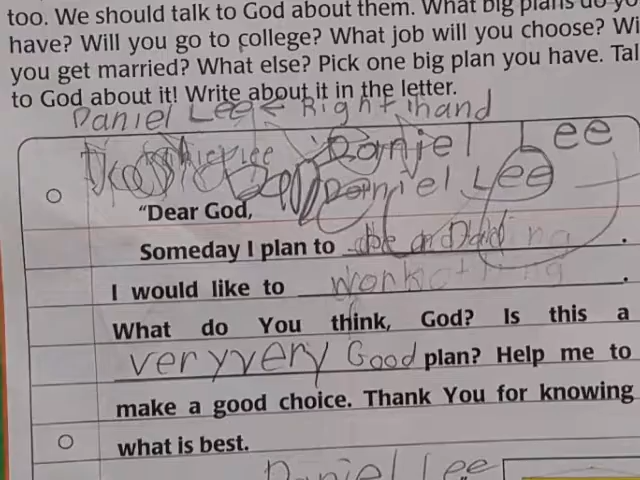 too. We should talk to God about them. What big plans do yo
have? Will you go to college? What job will you choose? Wi
you get married? What else? Pick one big plan you have. Tal
to God about it! Write about it in the letter.
Daniel Lee Right hand
Daniel Lee
Daniel Lee
"Dear God,
Someday I plan to .
I would like to work .
What do You think, God? Is this a
very very Good plan? Help me to
make a good choice. Thank You for knowing
what is best.
Daniel Lee